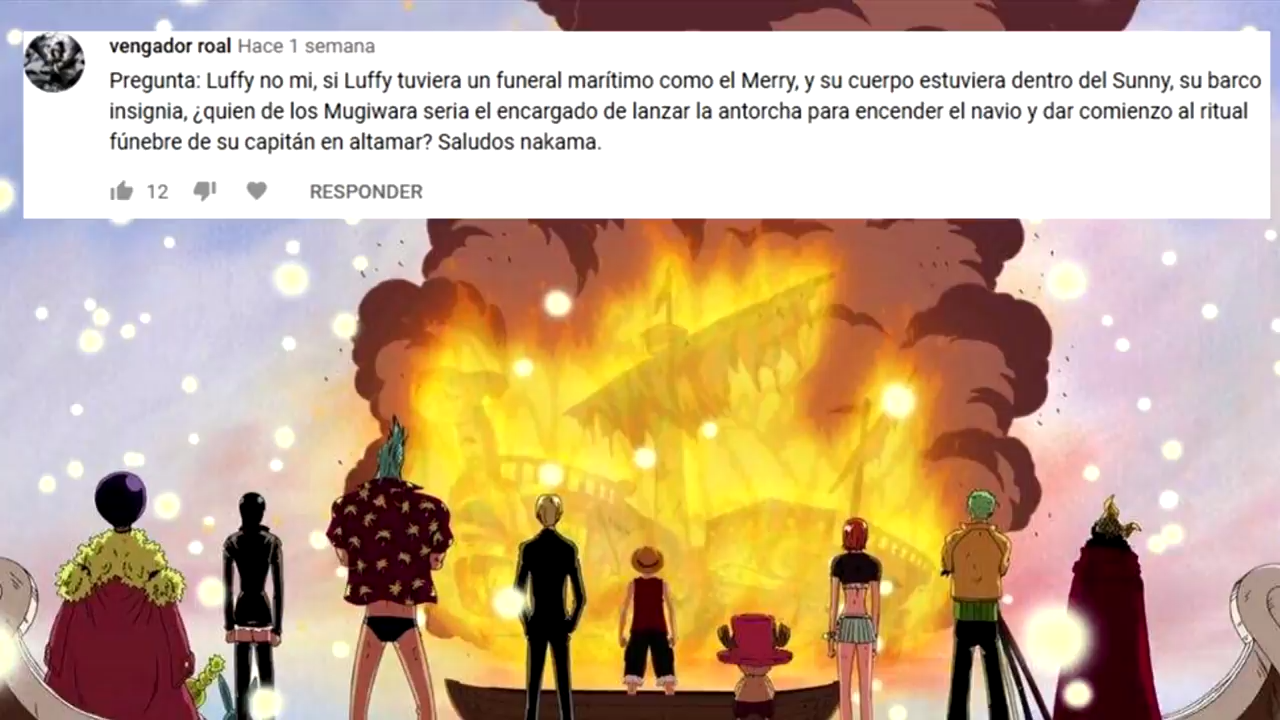 vengador roal Hace 1 semana
Pregunta: Luffy no mi, si Luffy tuviera un funeral marítimo como el Merry, y su cuerpo estuviera dentro del Sunny, su barco
insignia, ¿quien de los Mugiwara seria el encargado de lanzar la antorcha para encender el navio y dar comienzo al ritual
fúnebre de su capitán en altamar? Saludos nakama.
12 RESPONDER